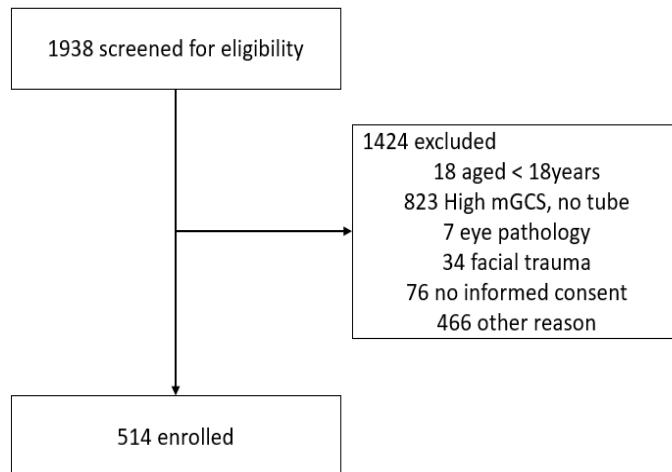 1938 screened for eligibility
1424 excluded
18 aged < 18years
823 High mGCS, no tube
7 eye pathology
34 facial trauma
76 no informed consent
466 other reason
514 enrolled